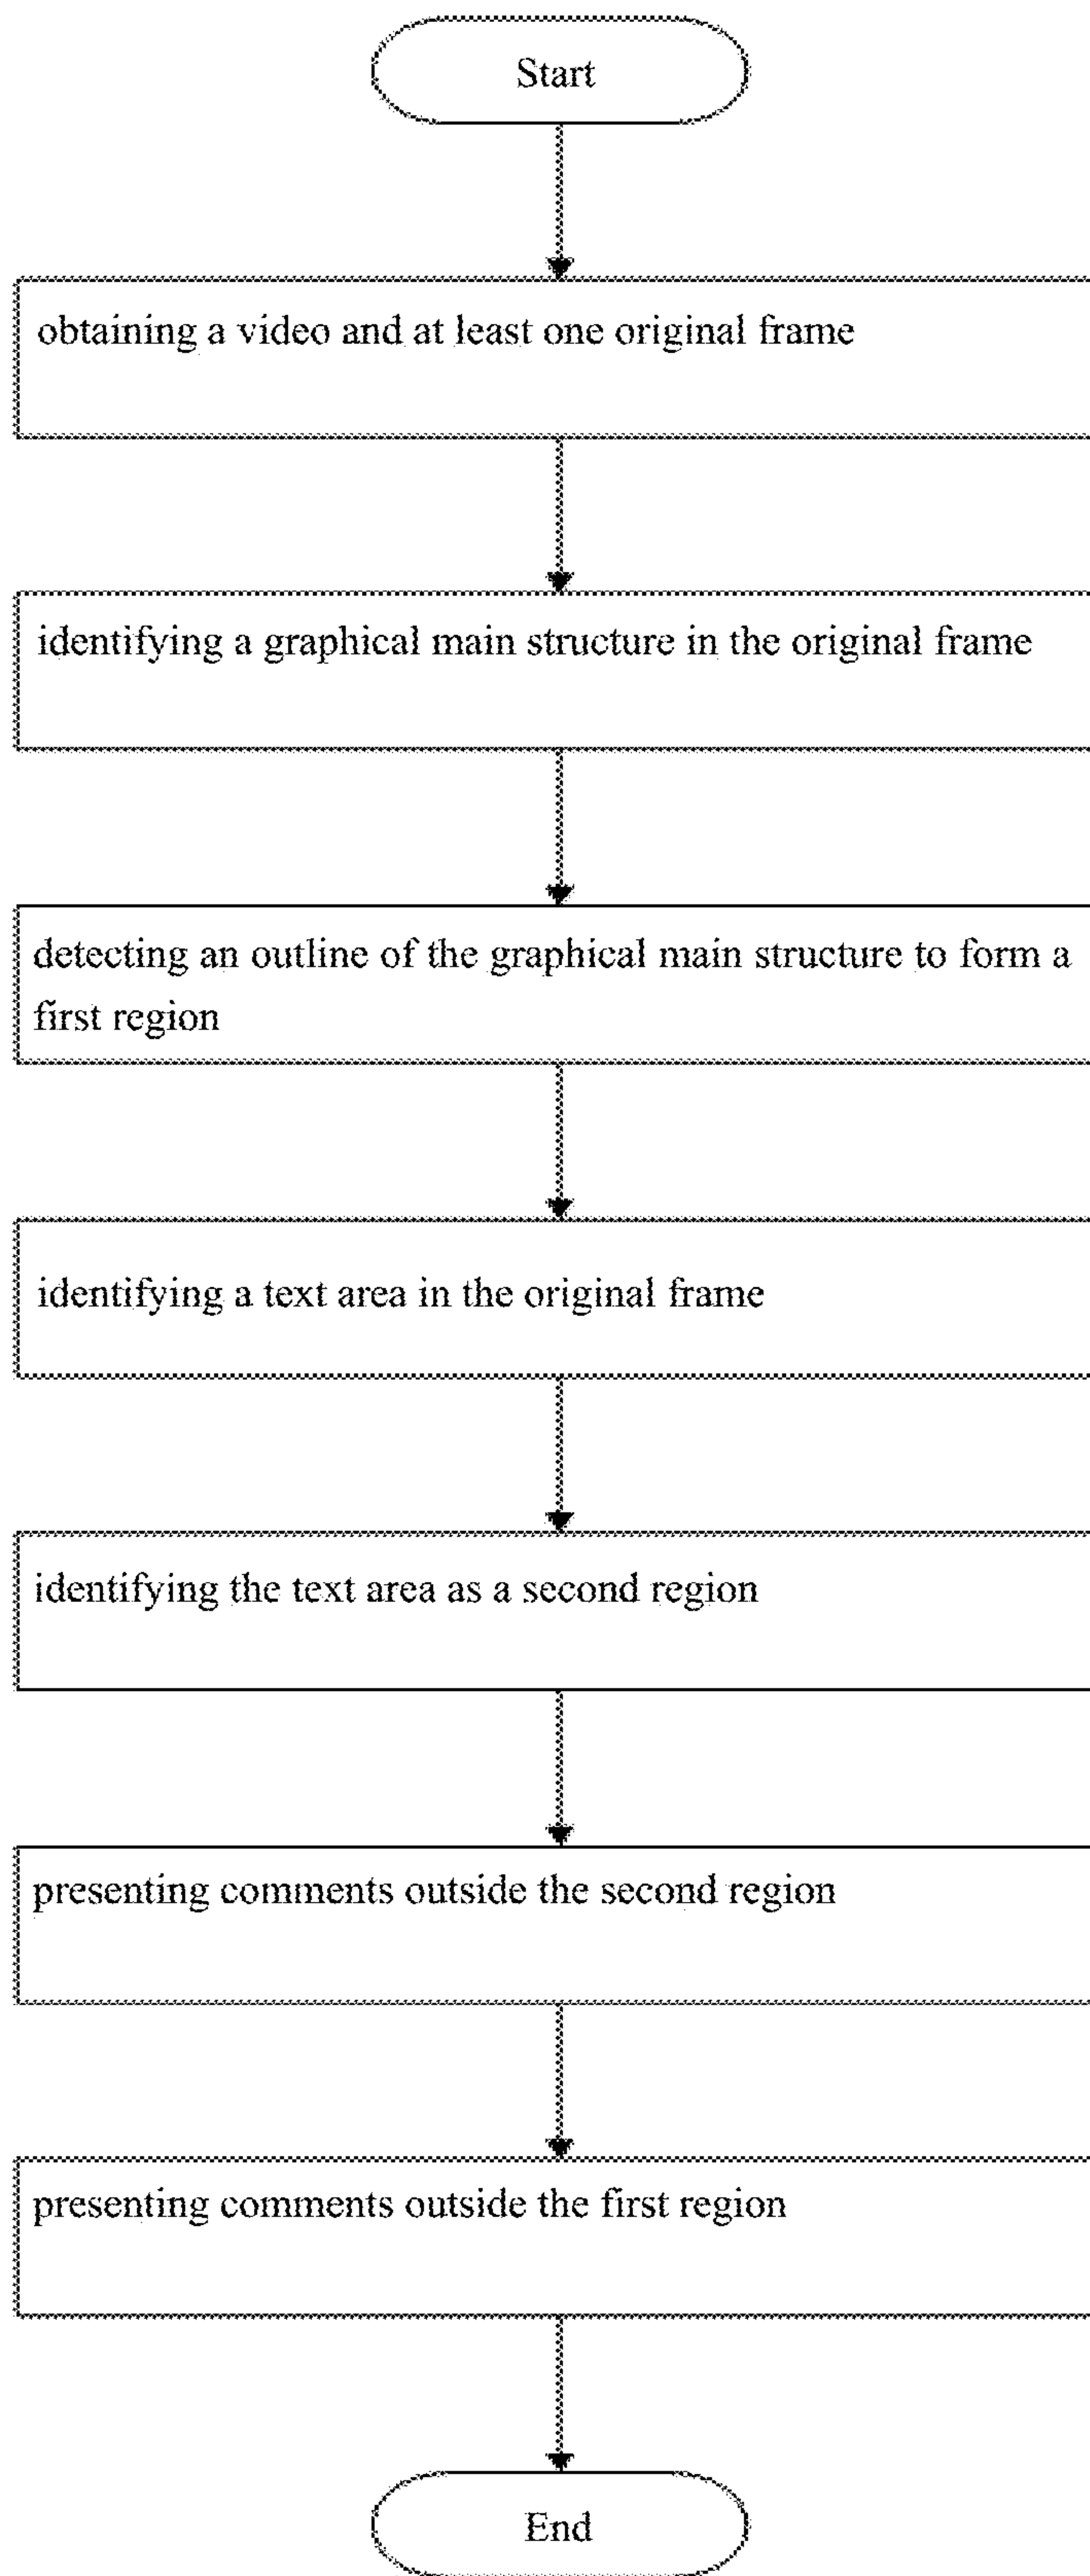 Start
obtaining a video and at least one original frame
identifying a graphical main structure in the original frame
detecting an outline of the graphical main structure to form a
first region
identifying a text area in the original frame
identifying the text area as a second region
presenting comments outside the second region
presenting comments outside the first region
End